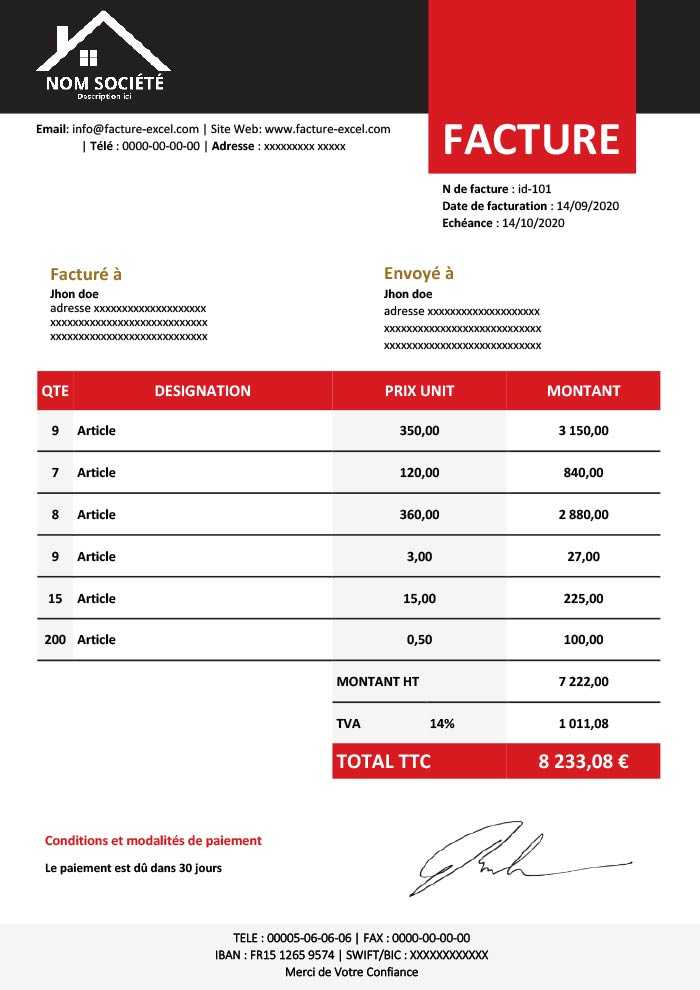 NOM SOCIÉTÉ
Description ici
FACTURE
Email: info@facture-excel.com | Site Web: www.facture-excel.com
| Télé : 0000-00-00-00 | Adresse : xxxxxxxxx xxxxx
N de facture : id-101
Date de facturation : 14/09/2020
Echéance : 14/10/2020
Facturé à
Jhon doe
adresse xxxxxxxxxxxxxxxxxxxx
xxxxxxxxxxxxxxxxxxxxxxxxxxxx
xxxxxxxxxxxxxxxxxxxxxxxxxxxx
Envoyé à
Jhon doe
adresse xxxxxxxxxxxxxxxxxxxx
xxxxxxxxxxxxxxxxxxxxxxxxxxxx
xxxxxxxxxxxxxxxxxxxxxxxxxxxx
QTE DESIGNATION PRIX UNIT MONTANT
9 Article 350,00 3 150,00
7 Article 120,00 840,00
8 Article 360,00 2 880,00
9 Article 3,00 27,00
15 Article 15,00 225,00
200 Article 0,50 100,00
MONTANT HT 7 222,00
TVA 14% 1 011,08
TOTAL TTC 8 233,08 €
Conditions et modalités de paiement
Le paiement est dû dans 30 jours
TELE : 00005-06-06-06 | FAX : 0000-00-00-00
IBAN : FR15 1265 9574 | SWIFT/BIC : XXXXXXXXXXXX
Merci de Votre Confiance